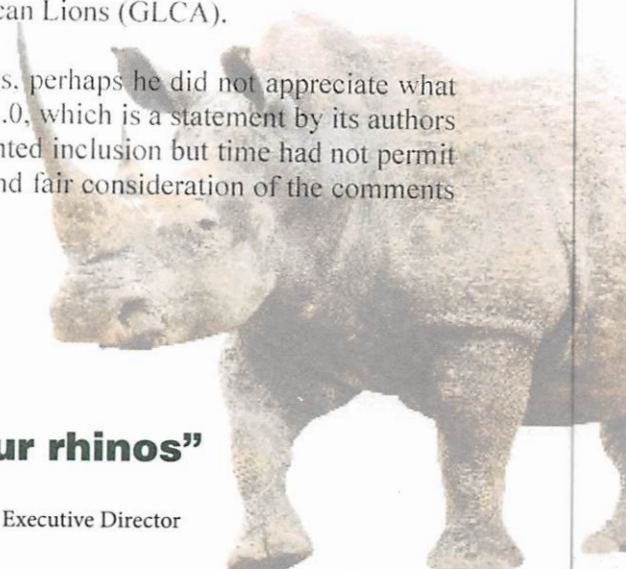 can Lions (GLCA).
s, perhaps he did not appreciate what
.0, which is a statement by its authors
nted inclusion but time had not permit
nd fair consideration of the comments
ur rhinos”
Executive Director